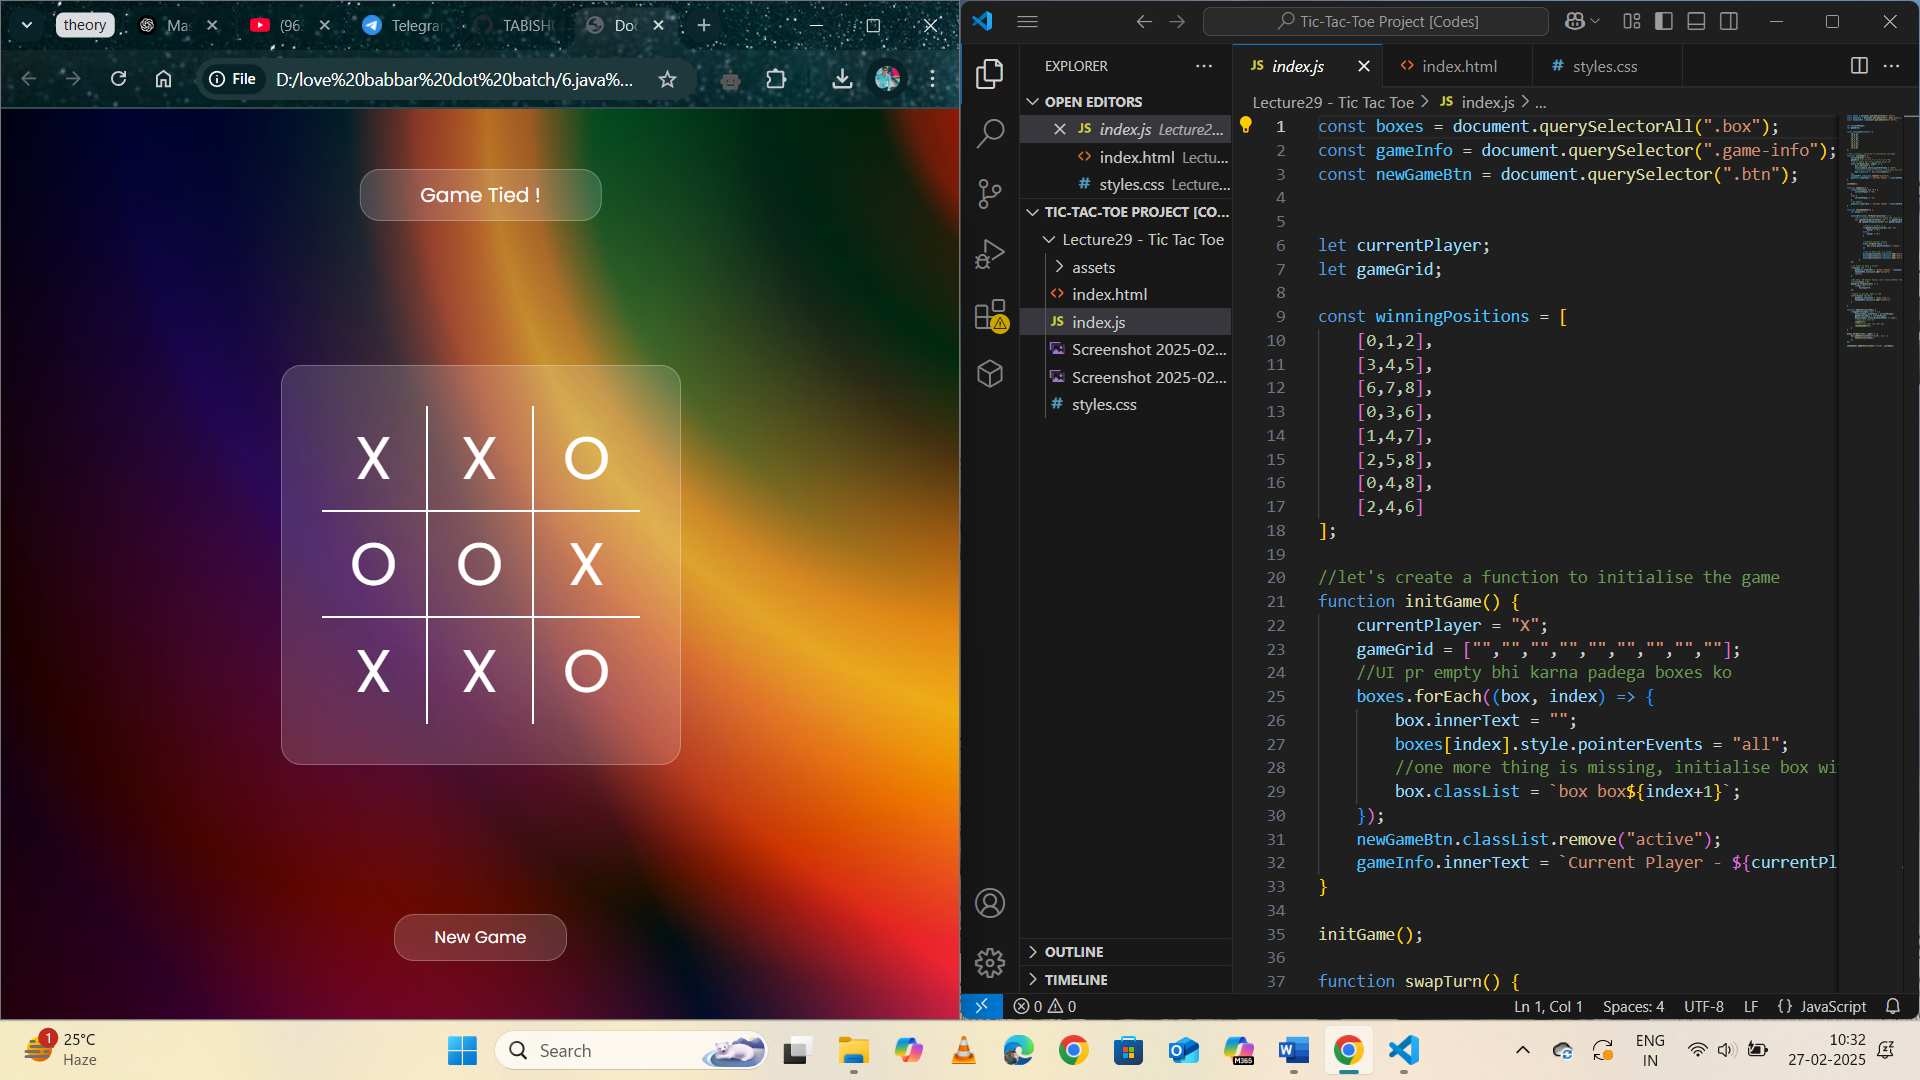 theory
Mas
(96
Telegra
TABISH
Do
File
D:/love%20babbar%20dot%20batch/6.java%...
Game Tied !
X X O
O O X
X X O
New Game
Tic-Tac-Toe Project [Codes]
EXPLORER
OPEN EDITORS
index.js Lecture2...
index.html Lectu...
styles.css Lecture...
TIC-TAC-TOE PROJECT [CO...
Lecture29 - Tic Tac Toe
assets
index.html
JS index.js
Screenshot 2025-02...
Screenshot 2025-02...
# styles.css
OUTLINE
TIMELINE
JS index.js
index.html
# styles.css
Lecture29 - Tic Tac Toe > JS index.js > ...
1 const boxes = document.querySelectorAll(".box");
2 const gameInfo = document.querySelector(".game-info");
3 const newGameBtn = document.querySelector(".btn");
4
5
6 let currentPlayer;
7 let gameGrid;
8
9 const winningPositions = [
10 [0,1,2],
11 [3,4,5],
12 [6,7,8],
13 [0,3,6],
14 [1,4,7],
15 [2,5,8],
16 [0,4,8],
17 [2,4,6]
18 ];
19
20 //let's create a function to initialise the game
21 function initGame() {
22 currentPlayer = "X";
23 gameGrid = ["","","","","","","","",""];
24 //UI pr empty bhi karna padega boxes ko
25 boxes.forEach((box, index) => {
26 box.innerText = "";
27 boxes[index].style.pointerEvents = "all";
28 //one more thing is missing, initialise box wi
29 box.classList = `box box${index+1}`;
30 });
31 newGameBtn.classList.remove("active");
32 gameInfo.innerText = `Current Player - ${currentPl
33 }
34
35 initGame();
36
37 function swapTurn() {
0 0
Ln 1, Col 1 Spaces: 4 UTF-8 LF {} JavaScript
1
25°C
Haze
Search
M365
ENG
IN
10:32
27-02-2025